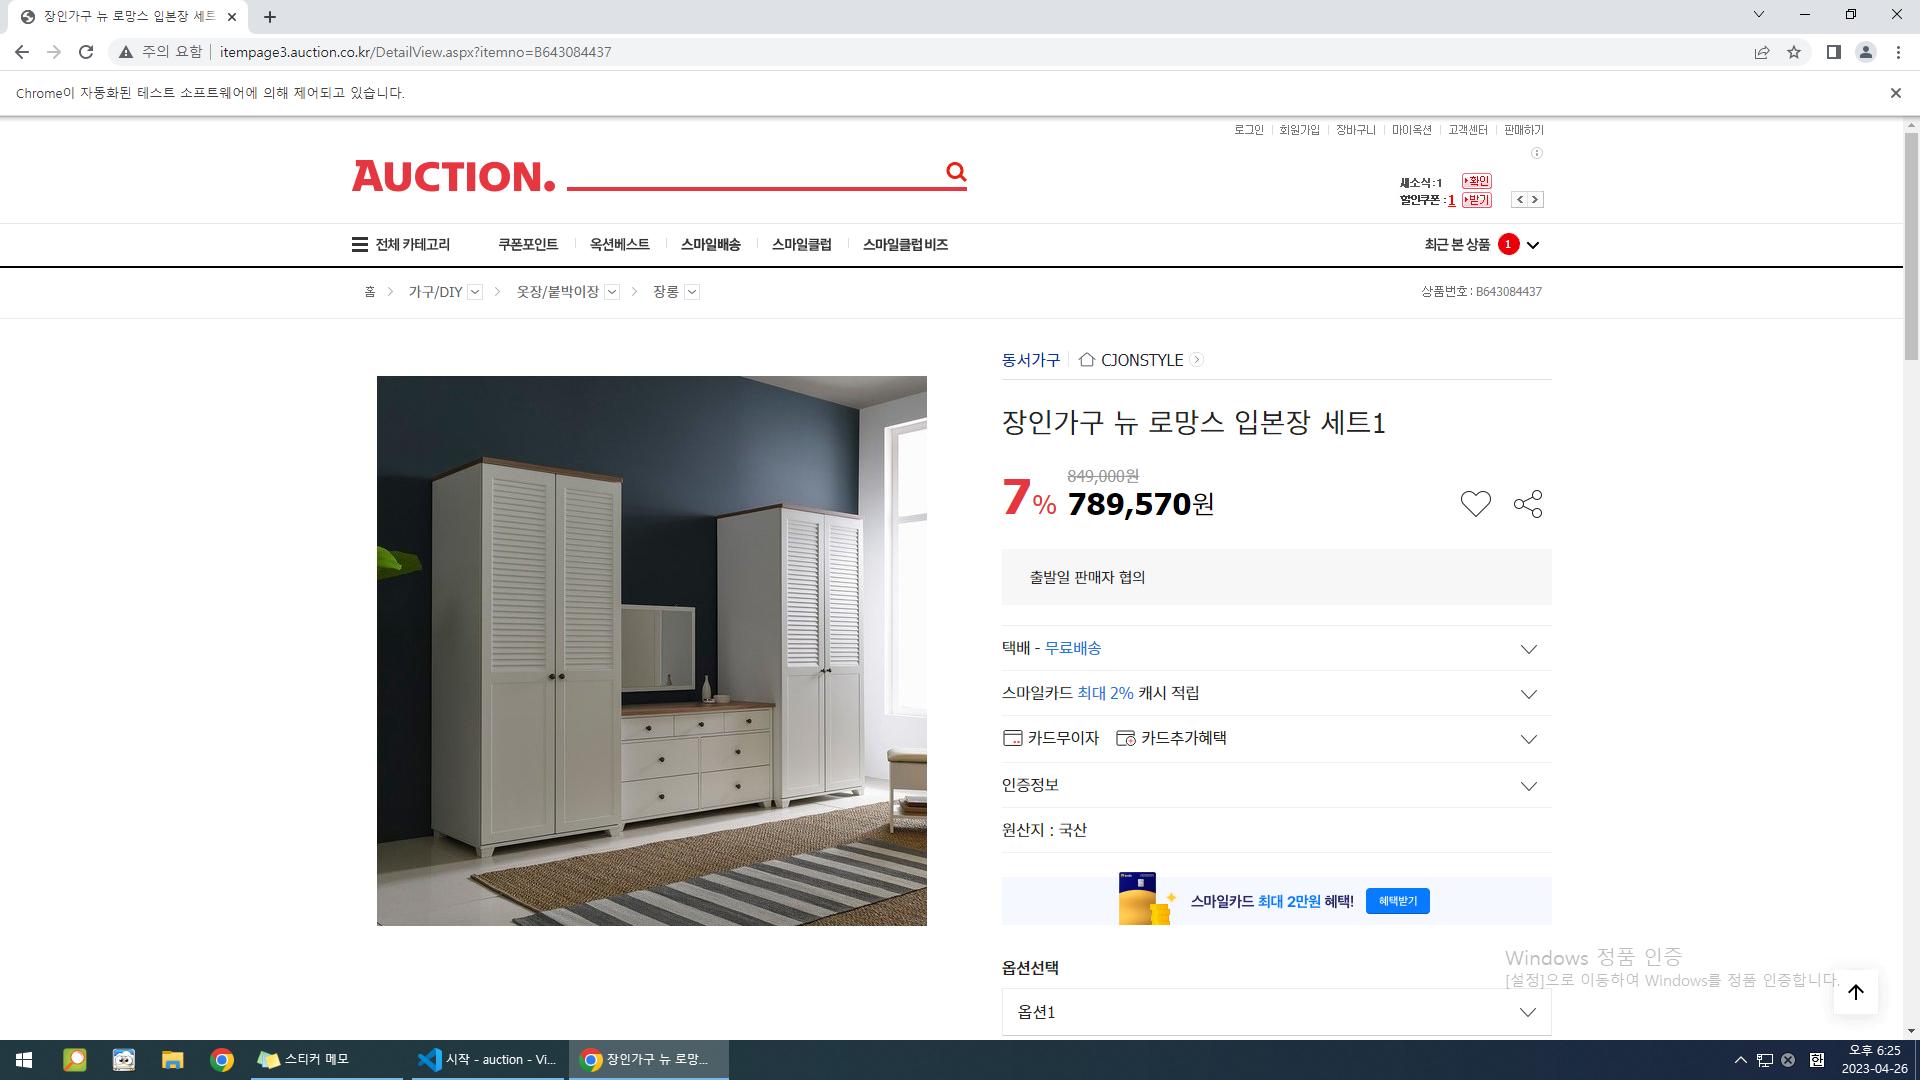 장인가구 뉴 로망스 입본장 세트
주의 요함
itempage3.auction.co.kr/DetailView.aspx?itemno=B643084437
Chrome이 자동화된 테스트 소프트웨어에 의해 제어되고 있습니다.
로그인 회원가입 장바구니 마이옥션 고객센터 판매하기
AUCTION.
새소식:1 확인
할인쿠폰:1 받기
전체 카테고리 쿠폰포인트 옥션베스트 스마일배송 스마일클럽 스마일클럽 비즈 최근 본 상품 1
홈 가구/DIY 옷장/붙박이장 장롱 상품번호 : B643084437
동서가구 CJONSTYLE
장인가구 뉴 로망스 입본장 세트1
849,000원
7% 789,570원
출발일 판매자 협의
택배 - 무료배송
스마일카드 최대 2% 캐시 적립
카드무이자 카드추가혜택
인증정보
원산지 : 국산
스마일카드 최대 2만원 혜택! 혜택받기
옵션선택
옵션1
Windows 정품 인증
[설정]으로 이동하여 Windows를 정품 인증합니다.
스티커 메모 시작 - auction - Vi... 장인가구 뉴 로망... 한
오후 6:25
2023-04-26